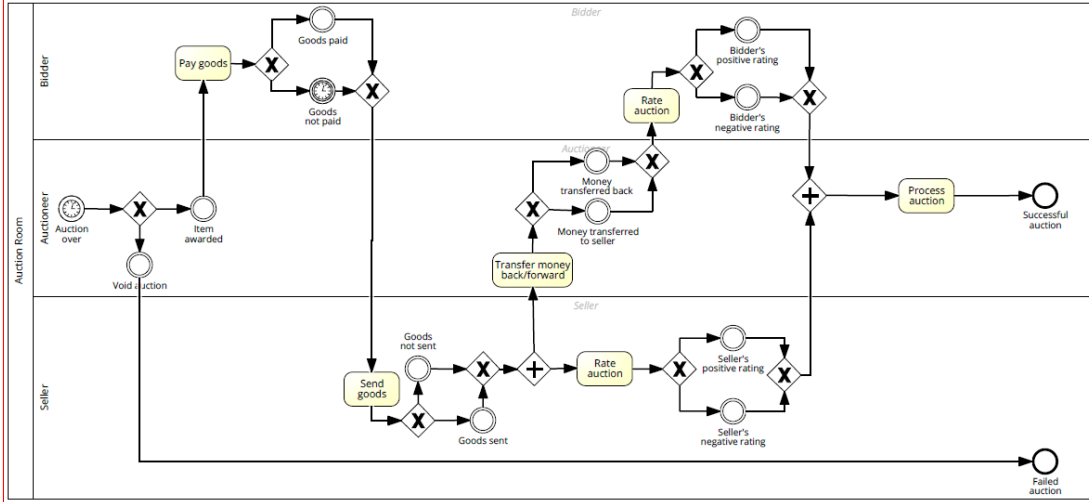 Auction Room
Bidder
Bidder
Pay goods
Goods paid
Goods
not paid
Rate
auction
Bidder's
positive rating
Bidder's
negative rating
Auctioneer
Auctioneer
Auction
over
Item
awarded
Void auction
Money
transferred back
Money transferred
to seller
Transfer money
back/forward
Process
auction
Successful
auction
Seller
Seller
Send
goods
Goods
not sent
Goods sent
Rate
auction
Seller's
positive rating
Seller's
negative rating
Failed
auction